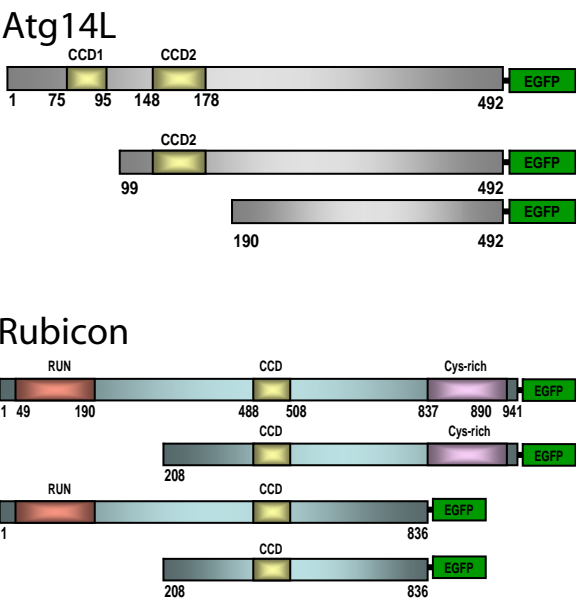 Atg14L
CCD1 CCD2
EGFP
1 75 95 148 178 492
CCD2
EGFP
99 492
EGFP
190 492
Rubicon
RUN CCD Cys-rich
EGFP
1 49 190 488 508 837 890 941
CCD Cys-rich
EGFP
208
RUN CCD
EGFP
1 836
CCD
EGFP
208 836